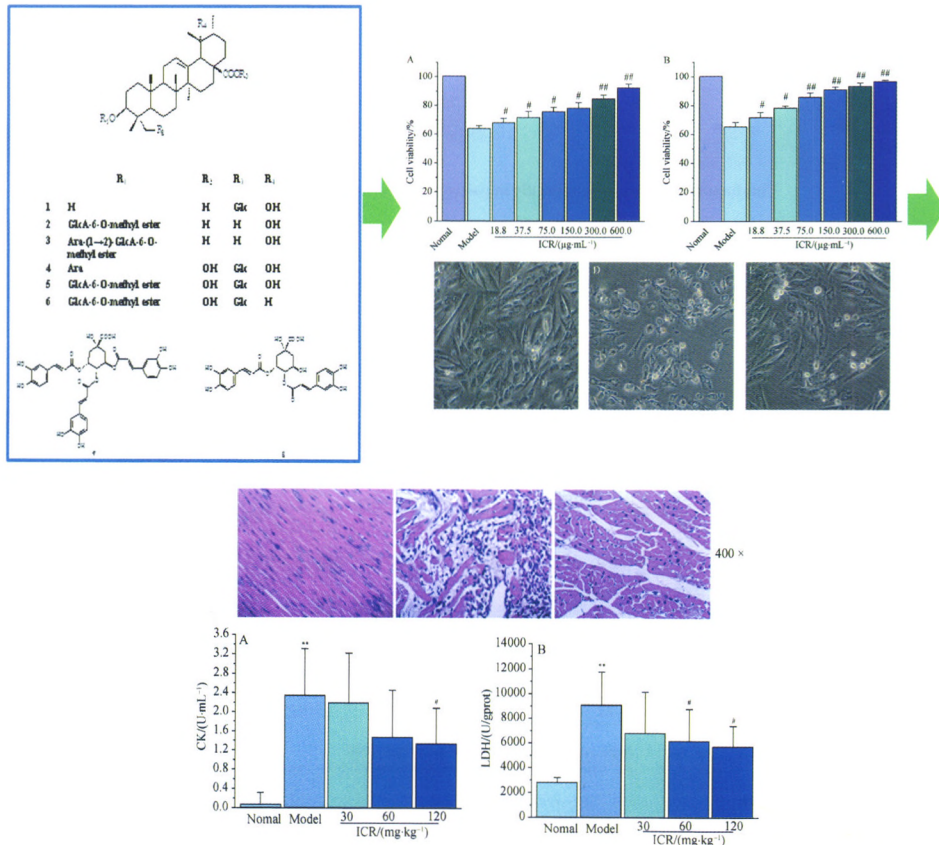 R₄
COOR₃
R₁O
R₁ R₂ R₃ R₄
1 H H Glc OH
2 GlcA-6-O-methyl ester H H OH
3 Ara-(1→2)-GlcA-6-O- H H OH
methyl ester
4 Ara OH Glc OH
5 GlcA-6-O-methyl ester OH Glc OH
6 GlcA-6-O-methyl ester OH Glc H
A
Cell viability/%
100
80
60
40
20
0
# # # # ## ##
Nomal Model 18.8 37.5 75.0 150.0 300.0 600.0
ICR/(μg·mL⁻¹)
B
Cell viability/%
100
80
60
40
20
0
# # ## ## ## ##
Nomal Model 18.8 37.5 75.0 150.0 300.0 600.0
ICR/(μg·mL⁻¹)
C D E
400 ×
A
CK/(U·mL⁻¹)
3.6
3.2
2.8
2.4
2.0
1.6
1.2
0.8
0.4
0.0
** #
Nomal Model 30 60 120
ICR/(mg·kg⁻¹)
B
LDH/(U/gprot)
14000
12000
10000
8000
6000
4000
2000
0
** # #
Nomal Model 30 60 120
ICR/(mg·kg⁻¹)